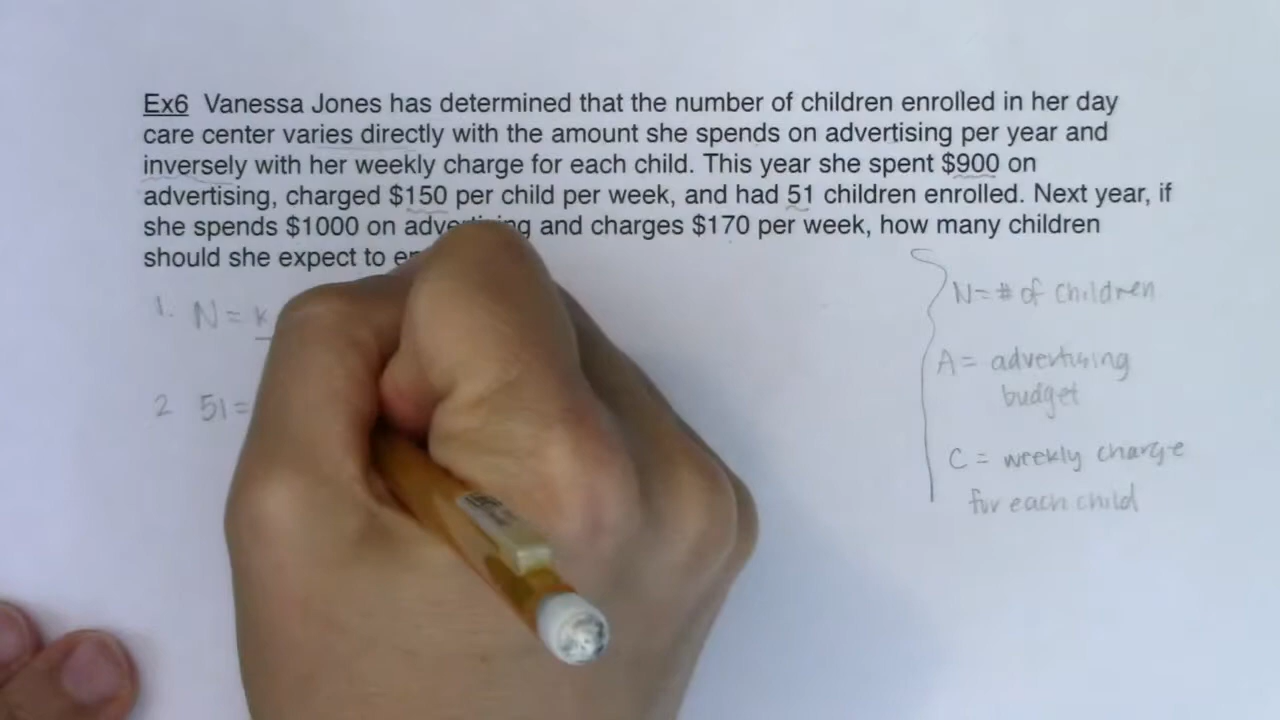 Ex6 Vanessa Jones has determined that the number of children enrolled in her day
care center varies directly with the amount she spends on advertising per year and
inversely with her weekly charge for each child. This year she spent $900 on
advertising, charged $150 per child per week, and had 51 children enrolled. Next year, if
she spends $1000 on and charges $170 per week, how many children
should she expect to
1. N = k
2 51 =
N = # of children
A = advertising
budget
C = weekly charge
for each child